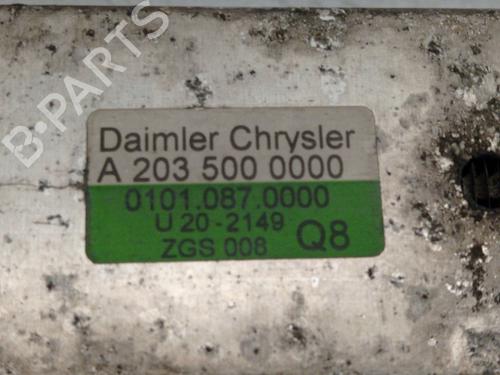 B-PARTS
Daimler Chrysler
A 203 500 0000
0101.087.0000
U 20-2149
ZGS 008 Q8